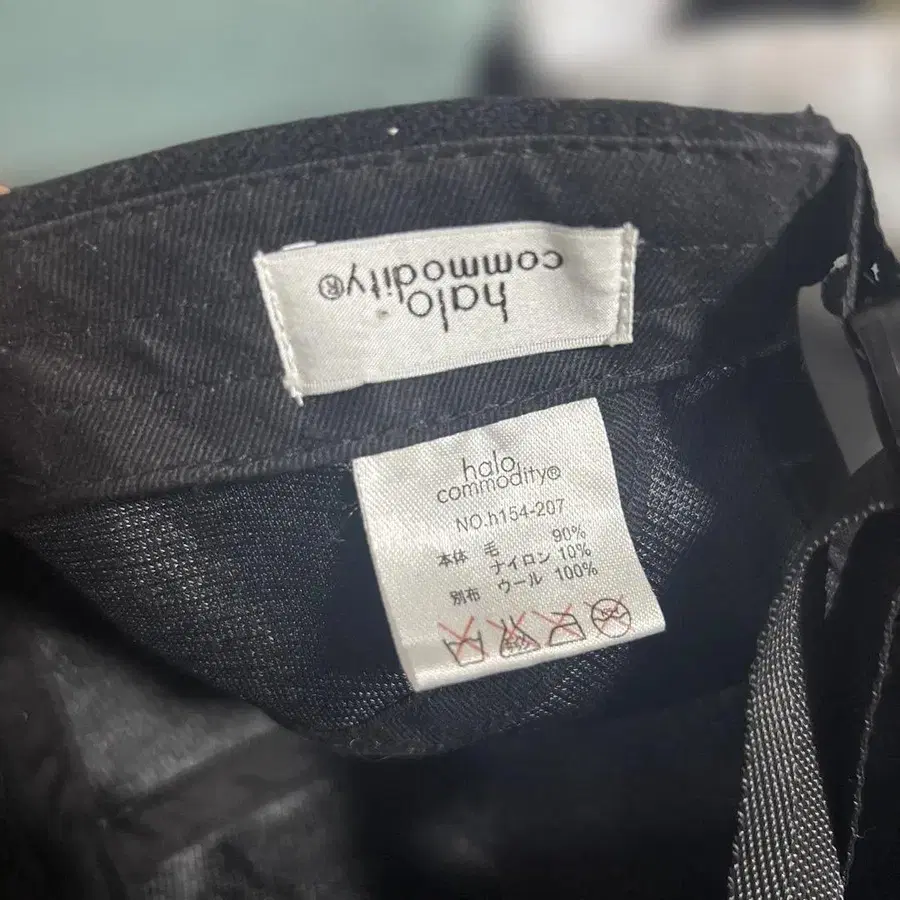 halo
commodity®
halo
commodity®
NO.h154-207
本体 毛 90%
ナイロン 10%
別布 ウール 100%